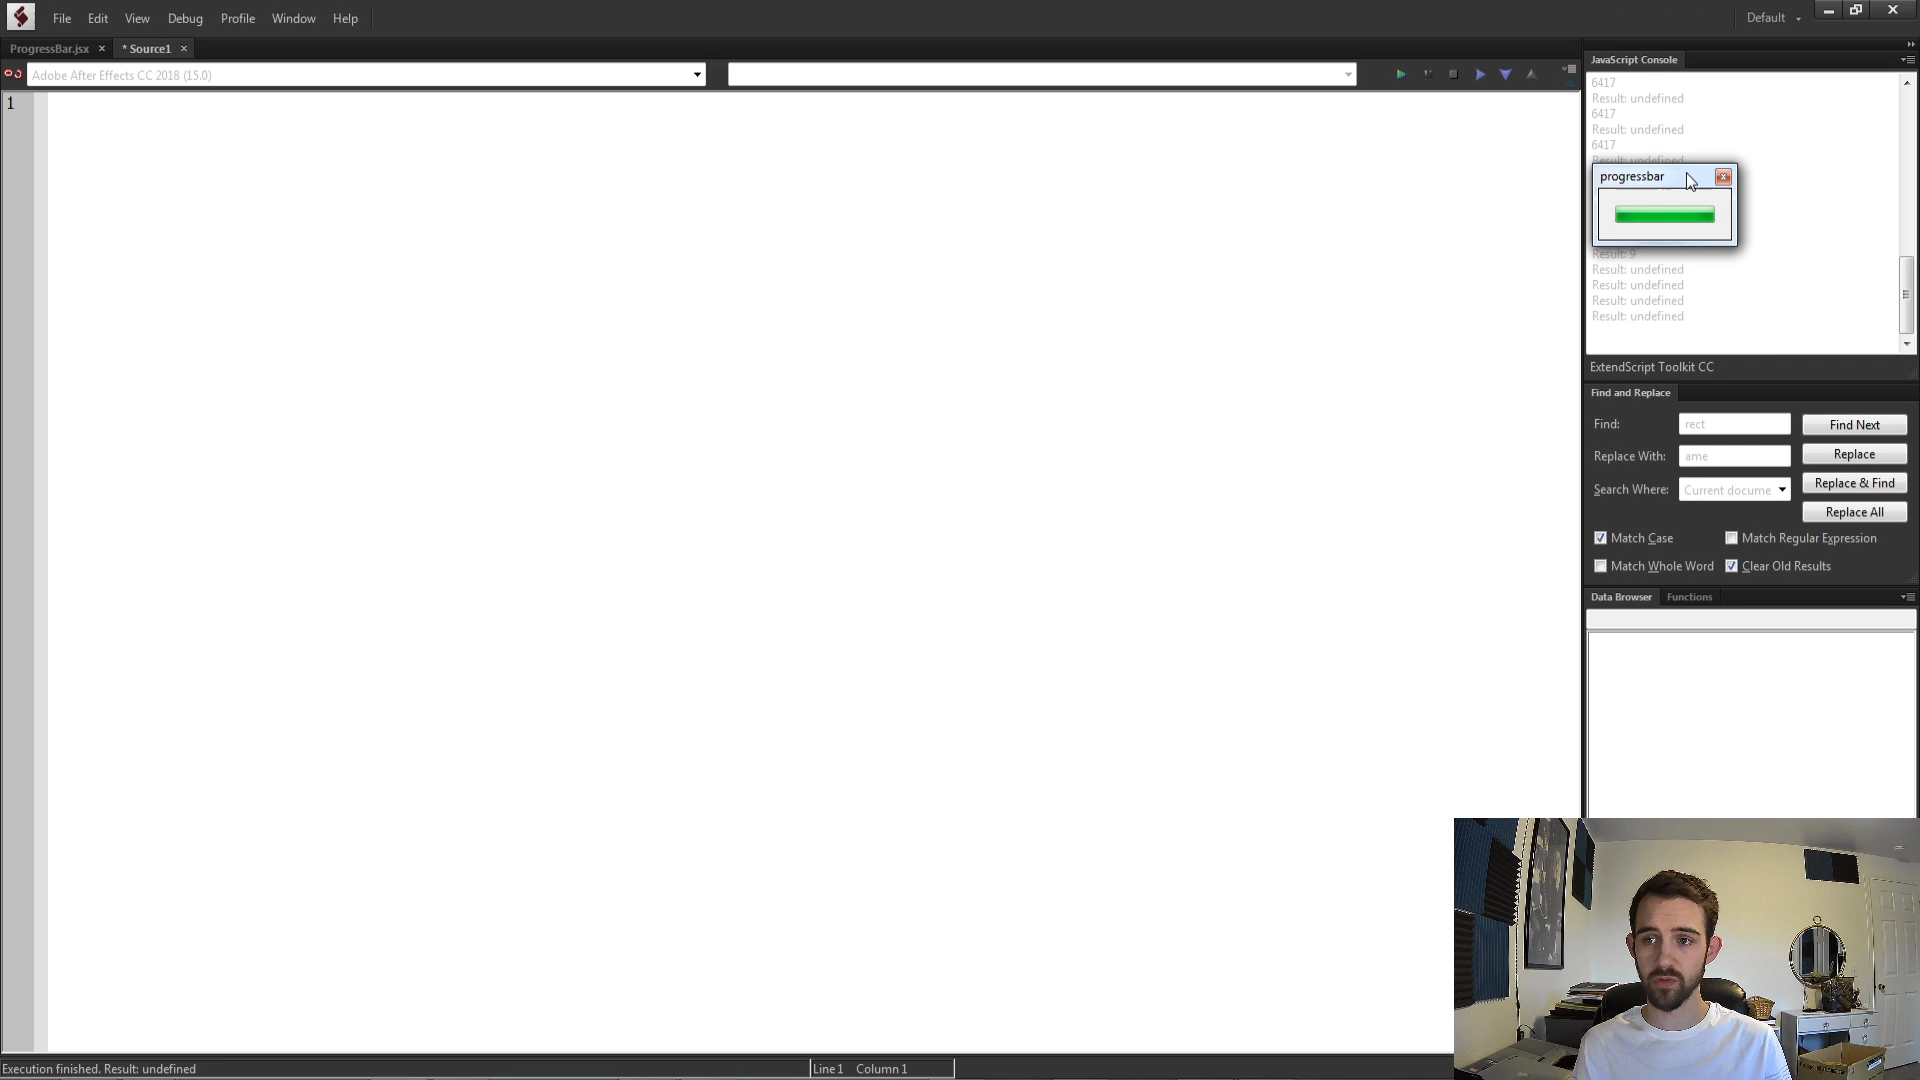 File Edit View Debug Profile Window Help
Default
ProgressBar.jsx × * Source1 ×
JavaScript Console
Adobe After Effects CC 2018 (15.0)
1
6417
Result: undefined
6417
Result: undefined
6417
Result: undefined
progressbar
Result: 9
Result: undefined
Result: undefined
Result: undefined
Result: undefined
ExtendScript Toolkit CC
Find and Replace
Find: rect Find Next
Replace With: ame Replace
Search Where: Current docume Replace & Find
Replace All
Match Case Match Regular Expression
Match Whole Word Clear Old Results
Data Browser Functions
Execution finished. Result: undefined
Line 1 Column 1